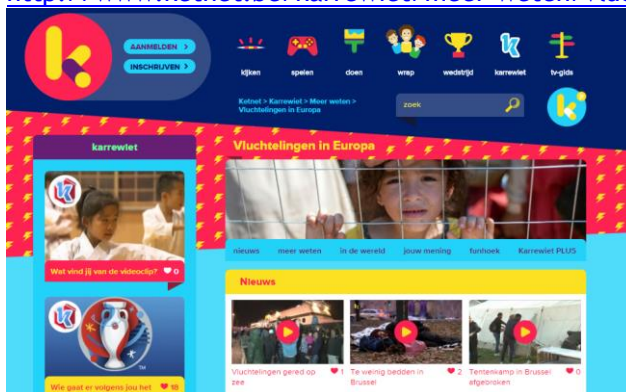 AANMELDEN >
INSCHRIJVEN >
kijken
spelen
doen
wrap
wedstrijd
karrewiet
tv-gids
Ketnet > Karrewiet > Meer weten >
Vluchtelingen in Europa
zoek
karrewiet
Vluchtelingen in Europa
Wat vind jij van de videoclip? 0
nieuws
meer weten
in de wereld
jouw mening
funhoek
Karrewiet PLUS
Nieuws
Vluchtelingen gered op 1
zee
Te weinig bedden in 2
Brussel
Tentenkamp in Brussel 0
afgebroken
Wie gaat er volgens jou het 18